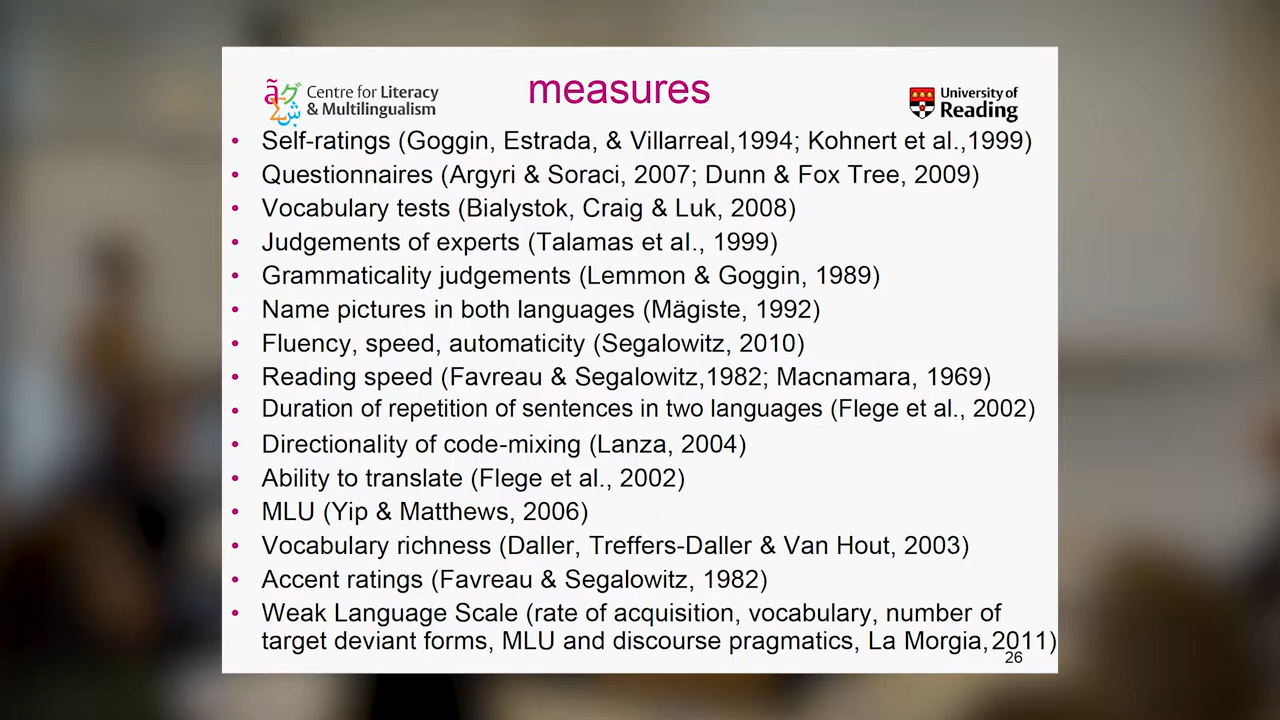 Centre for Literacy
& Multilingualism
measures
University of
Reading
• Self-ratings (Goggin, Estrada, & Villarreal,1994; Kohnert et al.,1999)
• Questionnaires (Argyri & Soraci, 2007; Dunn & Fox Tree, 2009)
• Vocabulary tests (Bialystok, Craig & Luk, 2008)
• Judgements of experts (Talamas et al., 1999)
• Grammaticality judgements (Lemmon & Goggin, 1989)
• Name pictures in both languages (Mägiste, 1992)
• Fluency, speed, automaticity (Segalowitz, 2010)
• Reading speed (Favreau & Segalowitz,1982; Macnamara, 1969)
• Duration of repetition of sentences in two languages (Flege et al., 2002)
• Directionality of code-mixing (Lanza, 2004)
• Ability to translate (Flege et al., 2002)
• MLU (Yip & Matthews, 2006)
• Vocabulary richness (Daller, Treffers-Daller & Van Hout, 2003)
• Accent ratings (Favreau & Segalowitz, 1982)
• Weak Language Scale (rate of acquisition, vocabulary, number of
target deviant forms, MLU and discourse pragmatics, La Morgia,2011)
26